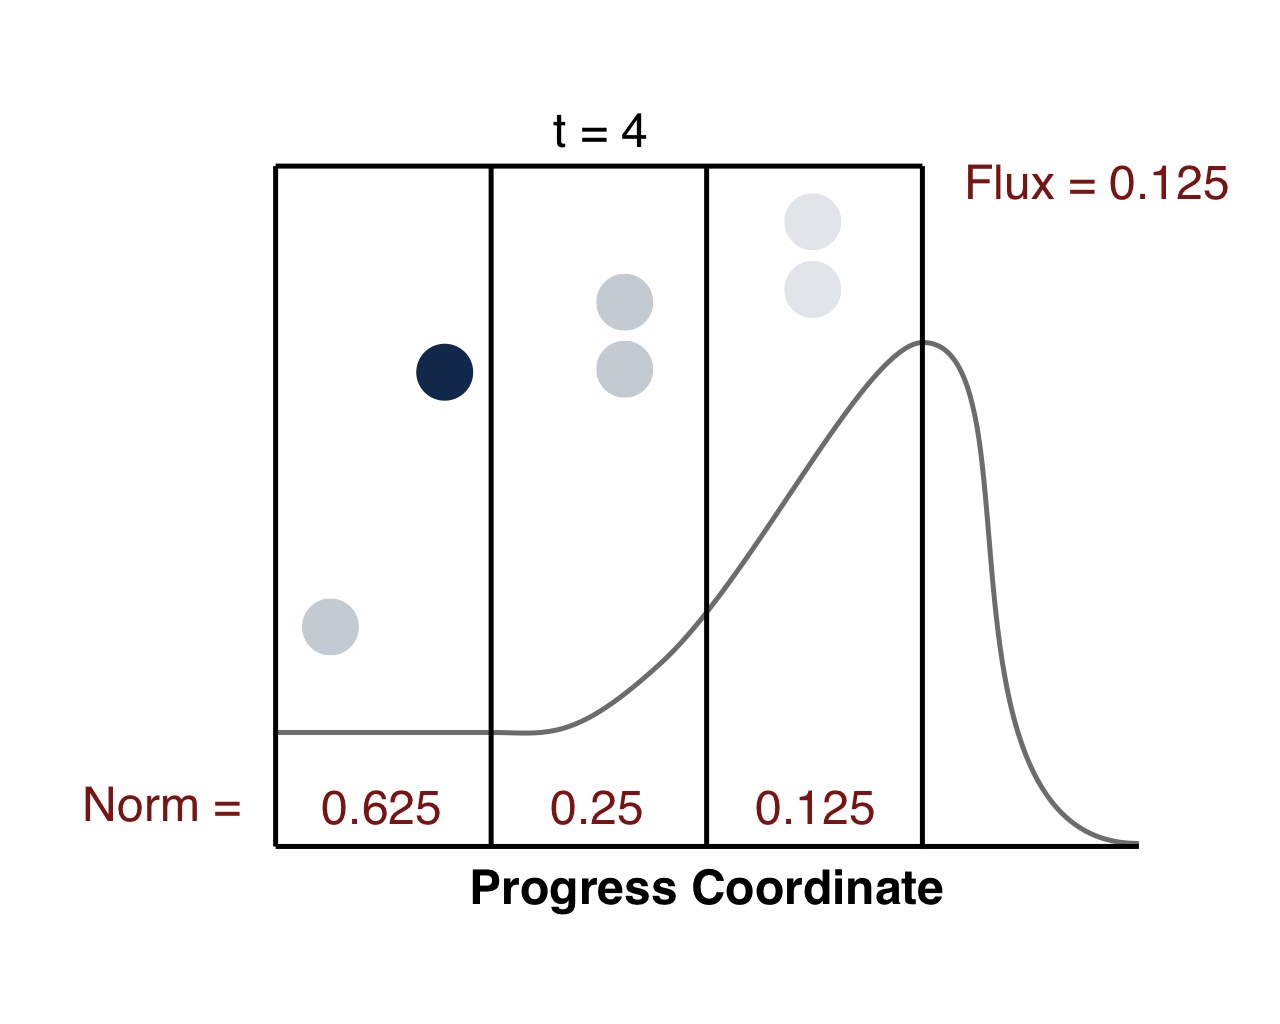 t = 4
Flux = 0.125
Norm = 0.625 0.25 0.125
Progress Coordinate